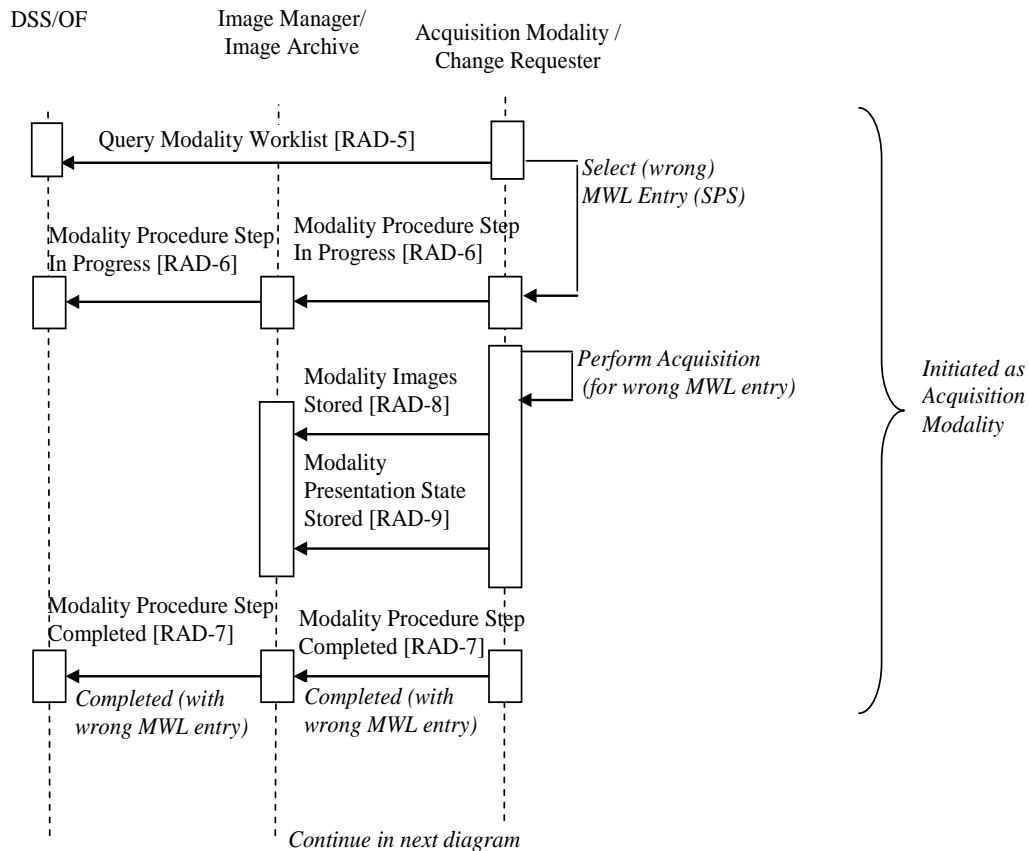 DSS/OF
Image Manager/
Image Archive
Acquisition Modality /
Change Requester
Query Modality Worklist [RAD-5]
Select (wrong)
MWL Entry (SPS)
Modality Procedure Step
In Progress [RAD-6]
Modality Procedure Step
In Progress [RAD-6]
Perform Acquisition
(for wrong MWL entry)
Initiated as
Acquisition
Modality
Modality Images
Stored [RAD-8]
Modality
Presentation State
Stored [RAD-9]
Modality Procedure Step
Completed [RAD-7]
Modality Procedure Step
Completed [RAD-7]
Completed (with
wrong MWL entry)
Completed (with
wrong MWL entry)
Continue in next diagram